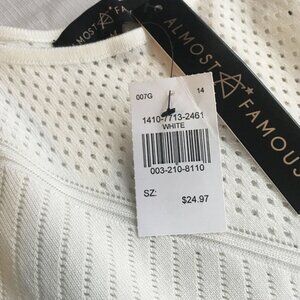 ALMOST
FAMOUS
007G 14
1410-7713-2461
WHITE
003-210-8110
SZ:
$24.97